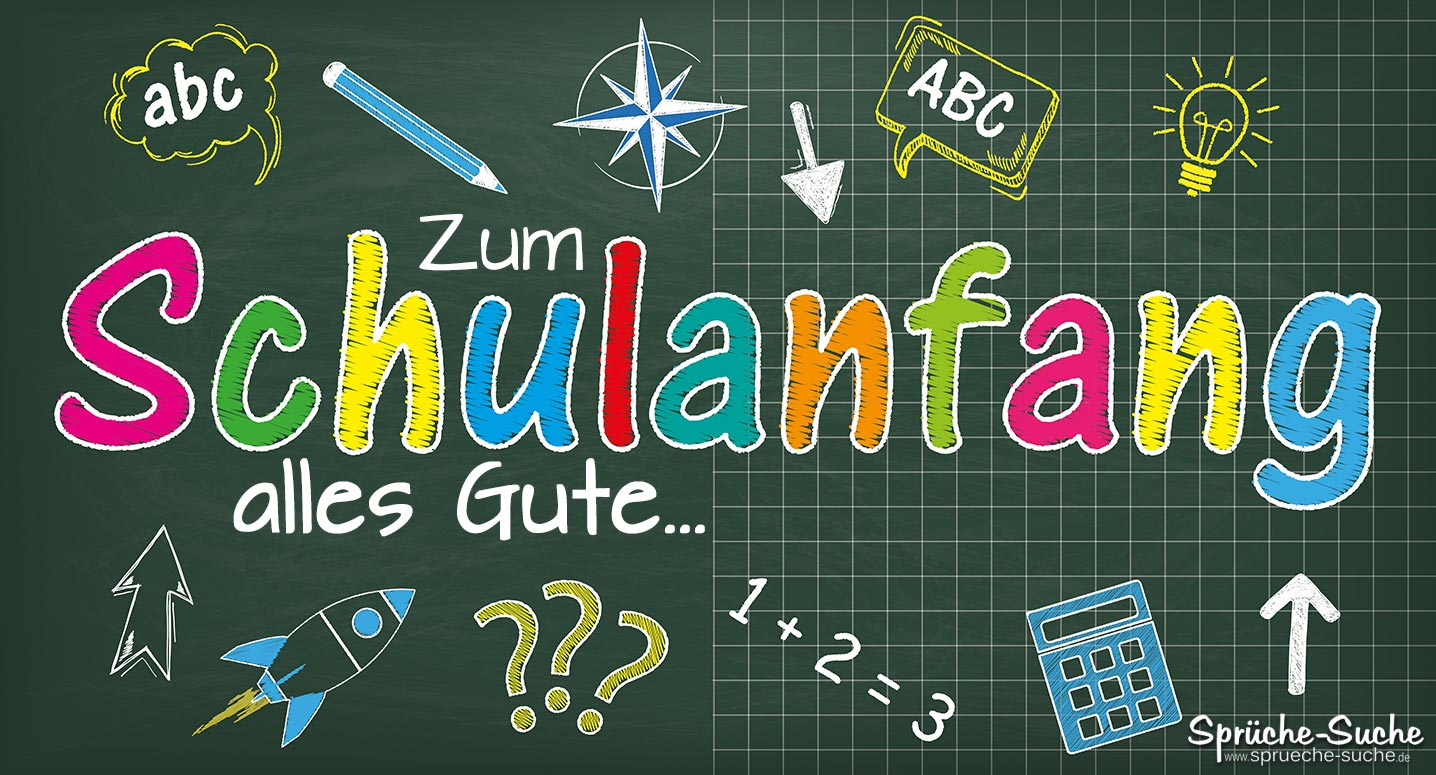 abc
ABC
Zum
Schulanfang
alles Gute...
1 + 2 = 3
???
Sprüche-Suche
www.sprueche-suche.de